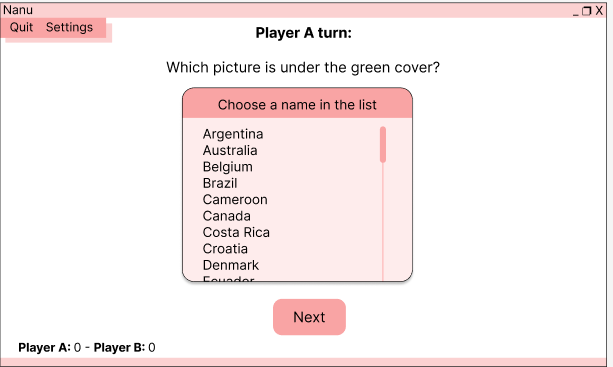 Nanu
_ ❐ X
Quit Settings
Player A turn:
Which picture is under the green cover?
Choose a name in the list
Argentina
Australia
Belgium
Brazil
Cameroon
Canada
Costa Rica
Croatia
Denmark
Ecuador
Next
Player A: 0 - Player B: 0